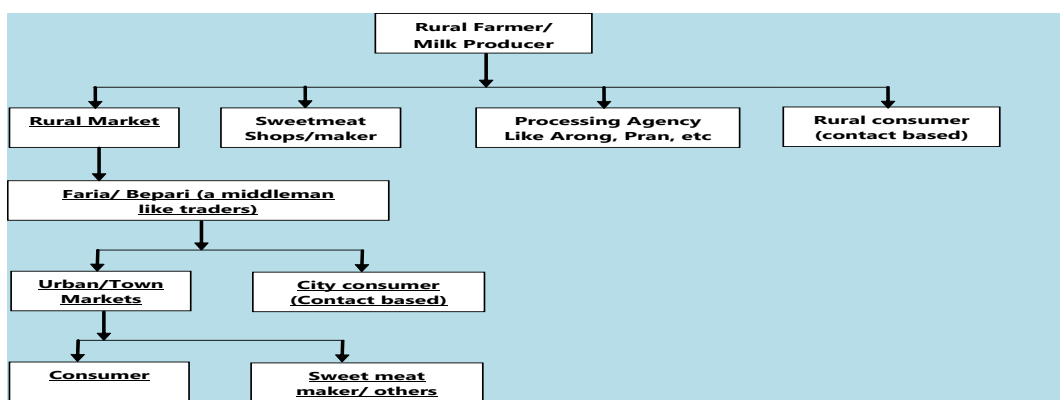 Rural Farmer/
Milk Producer
Rural Market
Sweetmeat
Shops/maker
Processing Agency
Like Arong, Pran, etc
Rural consumer
(contact based)
Faria/ Bepari (a middleman
like traders)
Urban/Town
Markets
City consumer
(Contact based)
Consumer
Sweet meat
maker/ others